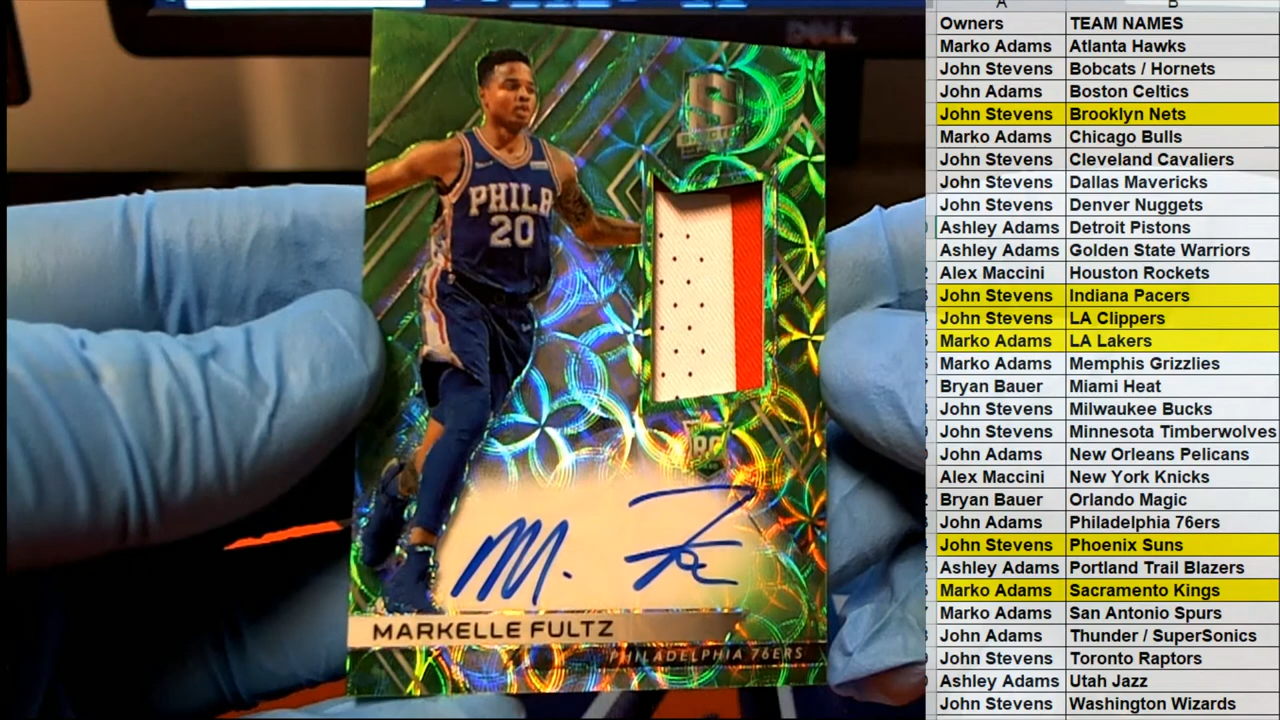 DELL
PHILA
20
S
SPECTRA
RC
M. Fu
MARKELLE FULTZ
PHILADELPHIA 76ERS
A B
Owners TEAM NAMES
Marko Adams Atlanta Hawks
John Stevens Bobcats / Hornets
John Adams Boston Celtics
John Stevens Brooklyn Nets
Marko Adams Chicago Bulls
John Stevens Cleveland Cavaliers
John Stevens Dallas Mavericks
John Stevens Denver Nuggets
Ashley Adams Detroit Pistons
Ashley Adams Golden State Warriors
Alex Maccini Houston Rockets
John Stevens Indiana Pacers
John Stevens LA Clippers
Marko Adams LA Lakers
Marko Adams Memphis Grizzlies
Bryan Bauer Miami Heat
John Stevens Milwaukee Bucks
John Stevens Minnesota Timberwolves
John Adams New Orleans Pelicans
Alex Maccini New York Knicks
Bryan Bauer Orlando Magic
John Adams Philadelphia 76ers
John Stevens Phoenix Suns
Ashley Adams Portland Trail Blazers
Marko Adams Sacramento Kings
Marko Adams San Antonio Spurs
John Adams Thunder / SuperSonics
John Stevens Toronto Raptors
Ashley Adams Utah Jazz
John Stevens Washington Wizards